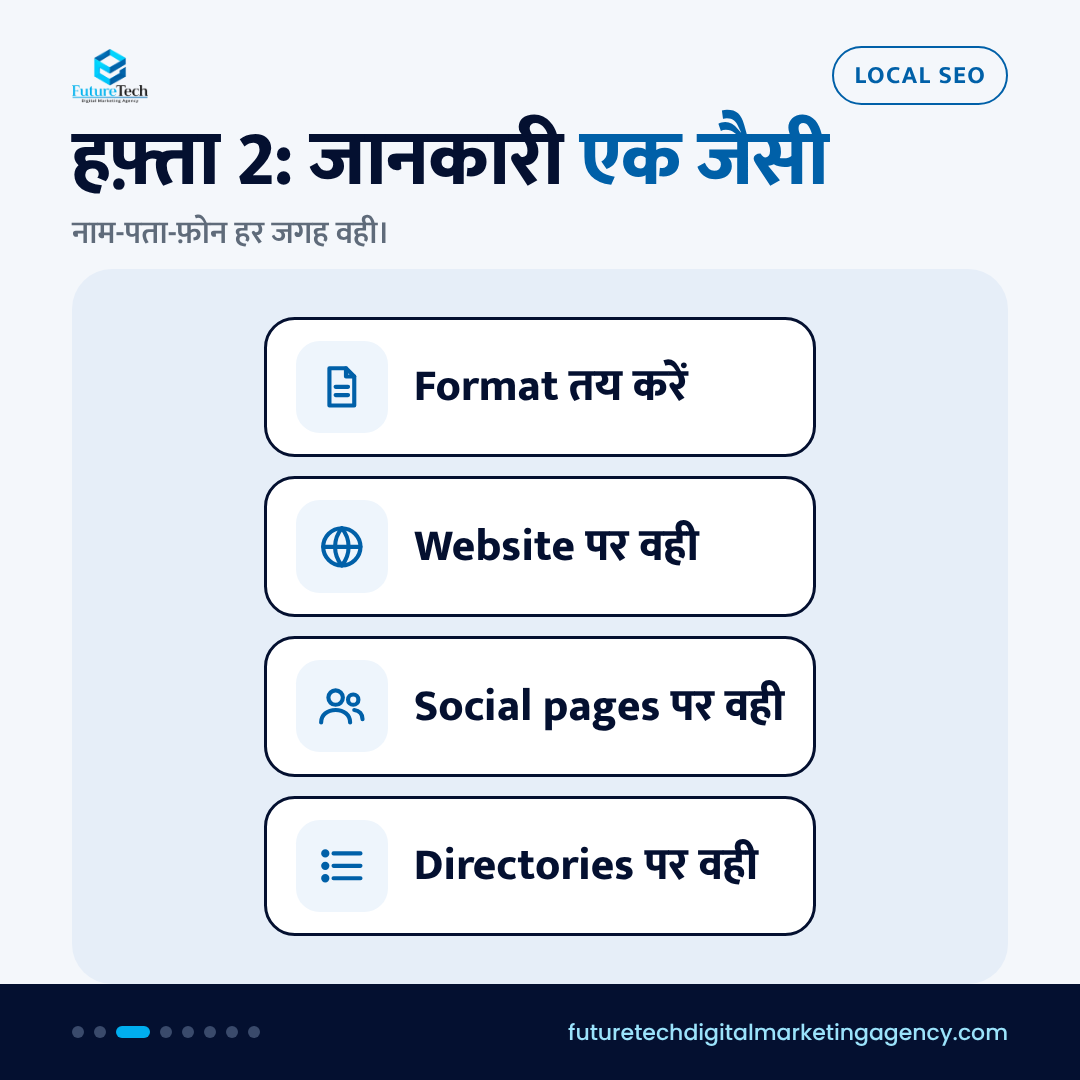 FutureTech
Digital Marketing Agency
LOCAL SEO
हफ़्ता 2: जानकारी एक जैसी
नाम-पता-फ़ोन हर जगह वही।
Format तय करें
Website पर वही
Social pages पर वही
Directories पर वही
futuretechdigitalmarketingagency.com